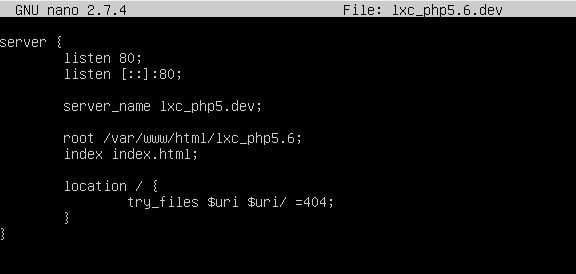 GNU nano 2.7.4 File: lxc_php5.6.dev
server {
listen 80;
listen [::]:80;
server_name lxc_php5.dev;
root /var/www/html/lxc_php5.6;
index index.html;
location / {
try_files $uri $uri/ =404;
}
}